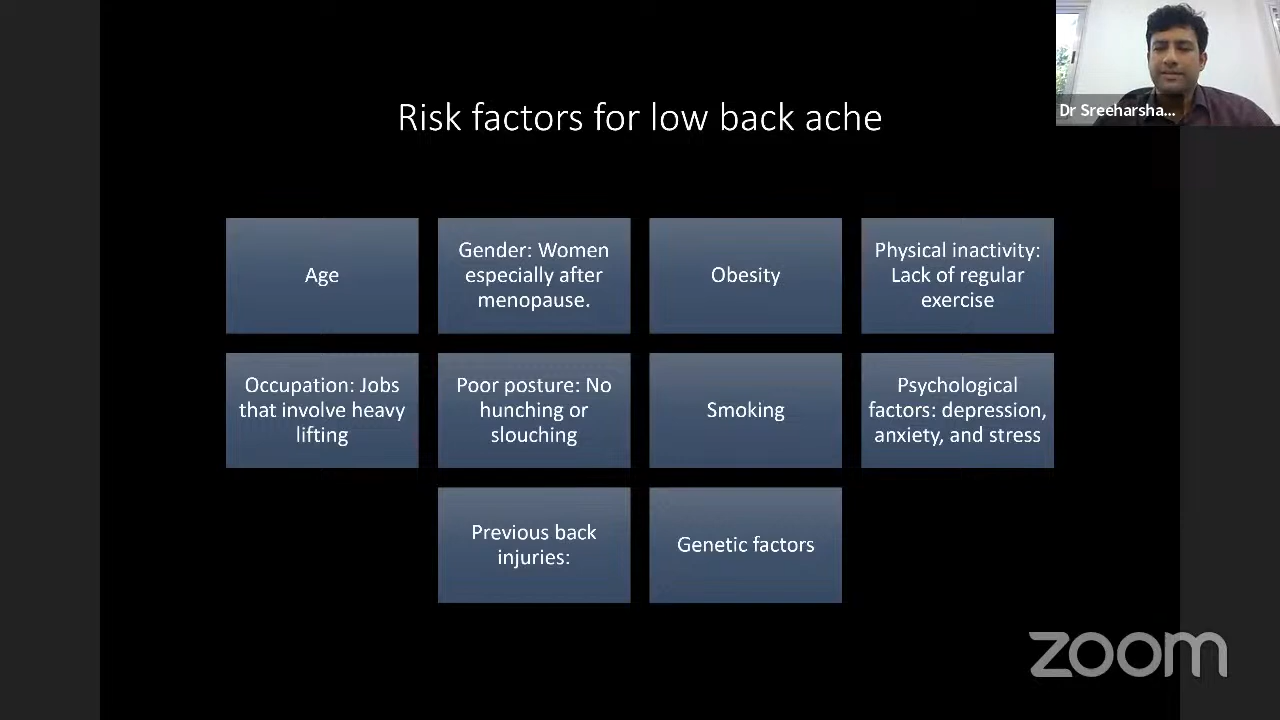 Dr Sreeharsha...
Risk factors for low back ache
Age
Gender: Women
especially after
menopause.
Obesity
Physical inactivity:
Lack of regular
exercise
Occupation: Jobs
that involve heavy
lifting
Poor posture: No
hunching or
slouching
Smoking
Psychological
factors: depression,
anxiety, and stress
Previous back
injuries:
Genetic factors
zoom